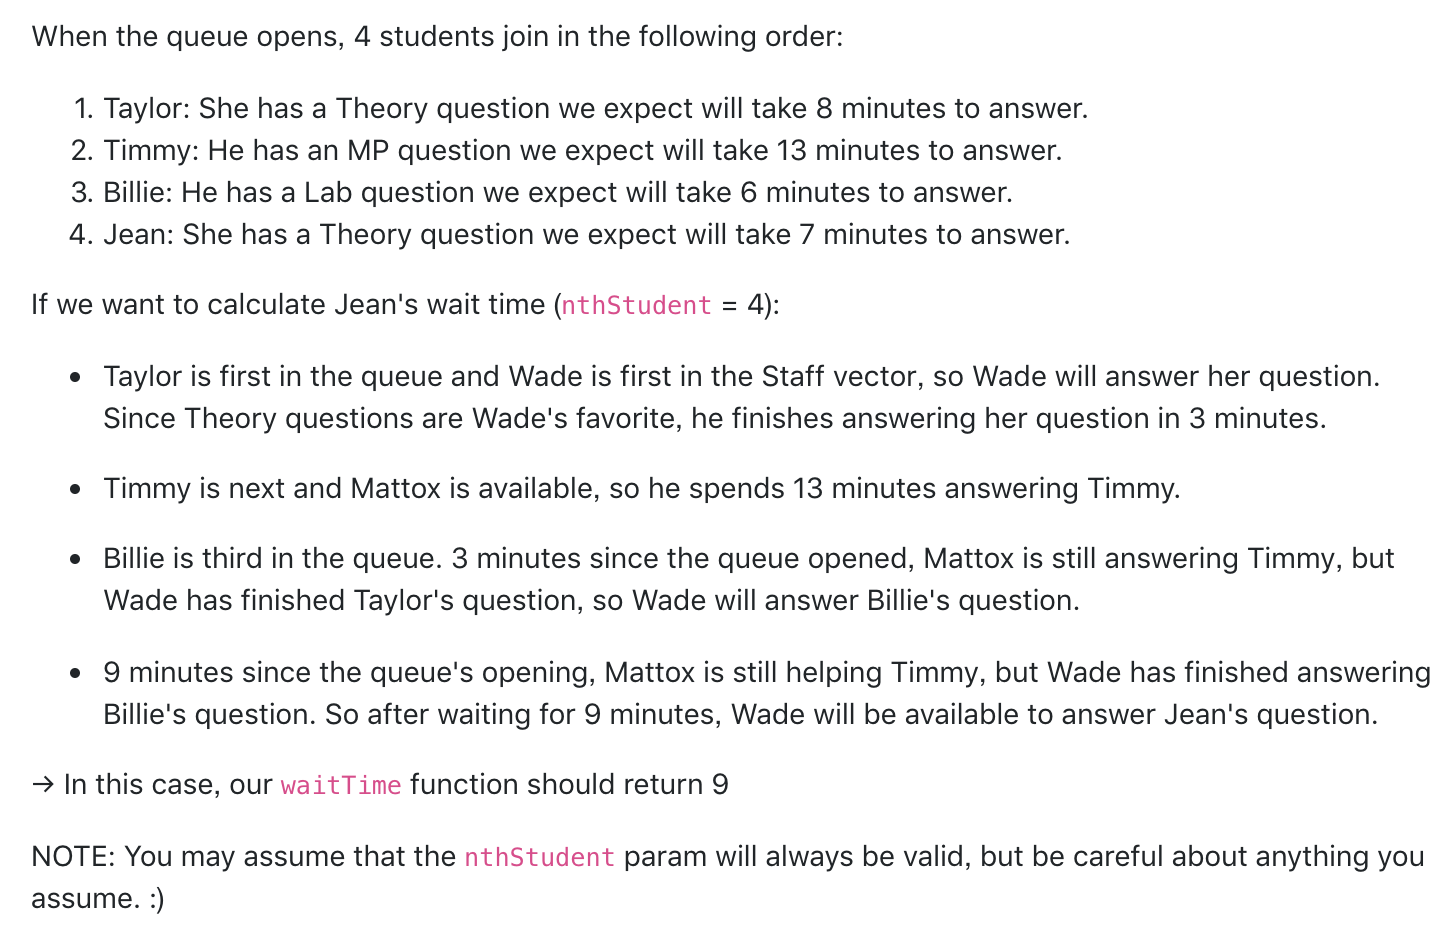 When the queue opens, 4 students join in the following order:
1. Taylor: She has a Theory question we expect will take 8 minutes to answer.
2. Timmy: He has an MP question we expect will take 13 minutes to answer.
3. Billie: He has a Lab question we expect will take 6 minutes to answer.
4. Jean: She has a Theory question we expect will take 7 minutes to answer.
If we want to calculate Jean's wait time (nthStudent = 4):
• Taylor is first in the queue and Wade is first in the Staff vector, so Wade will answer her question.
Since Theory questions are Wade's favorite, he finishes answering her question in 3 minutes.
• Timmy is next and Mattox is available, so he spends 13 minutes answering Timmy.
• Billie is third in the queue. 3 minutes since the queue opened, Mattox is still answering Timmy, but
Wade has finished Taylor's question, so Wade will answer Billie's question.
• 9 minutes since the queue's opening, Mattox is still helping Timmy, but Wade has finished answering
Billie's question. So after waiting for 9 minutes, Wade will be available to answer Jean's question.
→ In this case, our waitTime function should return 9
NOTE: You may assume that the nthStudent param will always be valid, but be careful about anything you
assume. :)